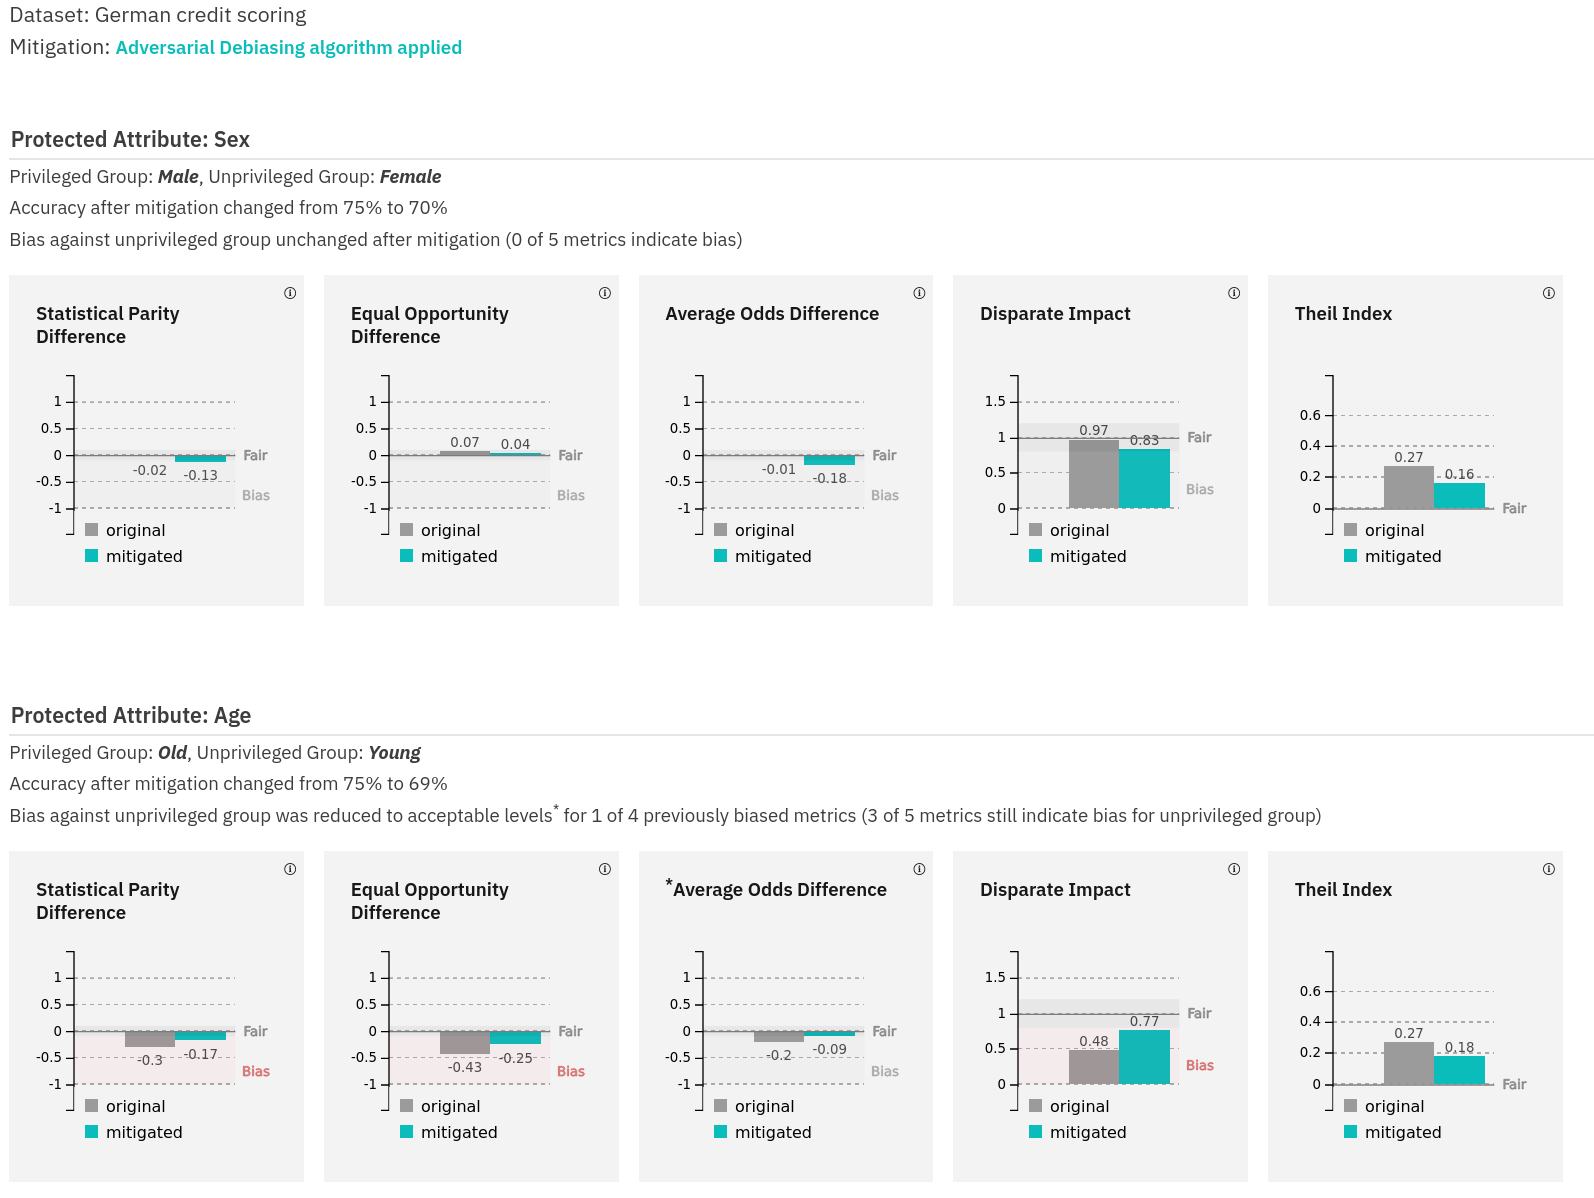 Dataset: German credit scoring
Mitigation: Adversarial Debiasing algorithm applied
Protected Attribute: Sex
Privileged Group: Male, Unprivileged Group: Female
Accuracy after mitigation changed from 75% to 70%
Bias against unprivileged group unchanged after mitigation (0 of 5 metrics indicate bias)
Statistical Parity
Difference
1
0.5
0
-0.5
-1
-0.02
-0.13
Fair
Bias
original
mitigated
Equal Opportunity
Difference
1
0.5
0
-0.5
-1
0.07
0.04
Fair
Bias
original
mitigated
Average Odds Difference
1
0.5
0
-0.5
-1
-0.01
-0.18
Fair
Bias
original
mitigated
Disparate Impact
1.5
1
0.5
0
0.97
0.83
Fair
Bias
original
mitigated
Theil Index
0.6
0.4
0.2
0
0.27
0.16
Fair
original
mitigated
Protected Attribute: Age
Privileged Group: Old, Unprivileged Group: Young
Accuracy after mitigation changed from 75% to 69%
Bias against unprivileged group was reduced to acceptable levels* for 1 of 4 previously biased metrics (3 of 5 metrics still indicate bias for unprivileged group)
Statistical Parity
Difference
1
0.5
0
-0.5
-1
-0.3
-0.17
Fair
Bias
original
mitigated
Equal Opportunity
Difference
1
0.5
0
-0.5
-1
-0.43
-0.25
Fair
Bias
original
mitigated
*Average Odds Difference
1
0.5
0
-0.5
-1
-0.2
-0.09
Fair
Bias
original
mitigated
Disparate Impact
1.5
1
0.5
0
0.48
0.77
Fair
Bias
original
mitigated
Theil Index
0.6
0.4
0.2
0
0.27
0.18
Fair
original
mitigated